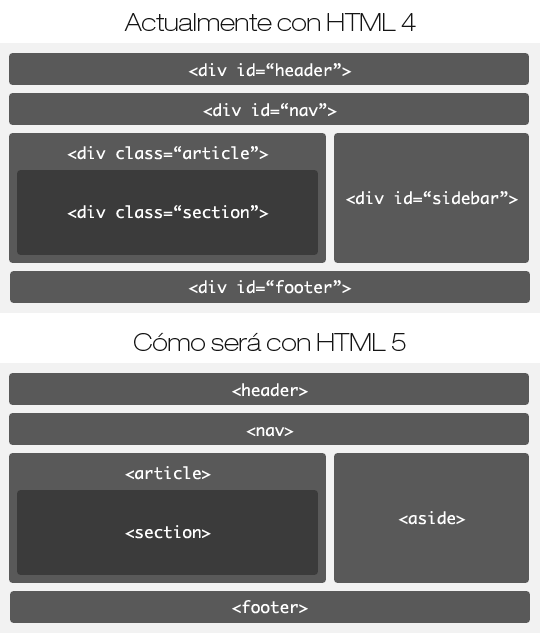 Actualmente con HTML 4
<div id=“header”>
<div id=“nav”>
<div class=“article”>
<div class=“section”>
<div id=“sidebar”>
<div id=“footer”>
Cómo será con HTML 5
<header>
<nav>
<article>
<section>
<aside>
<footer>